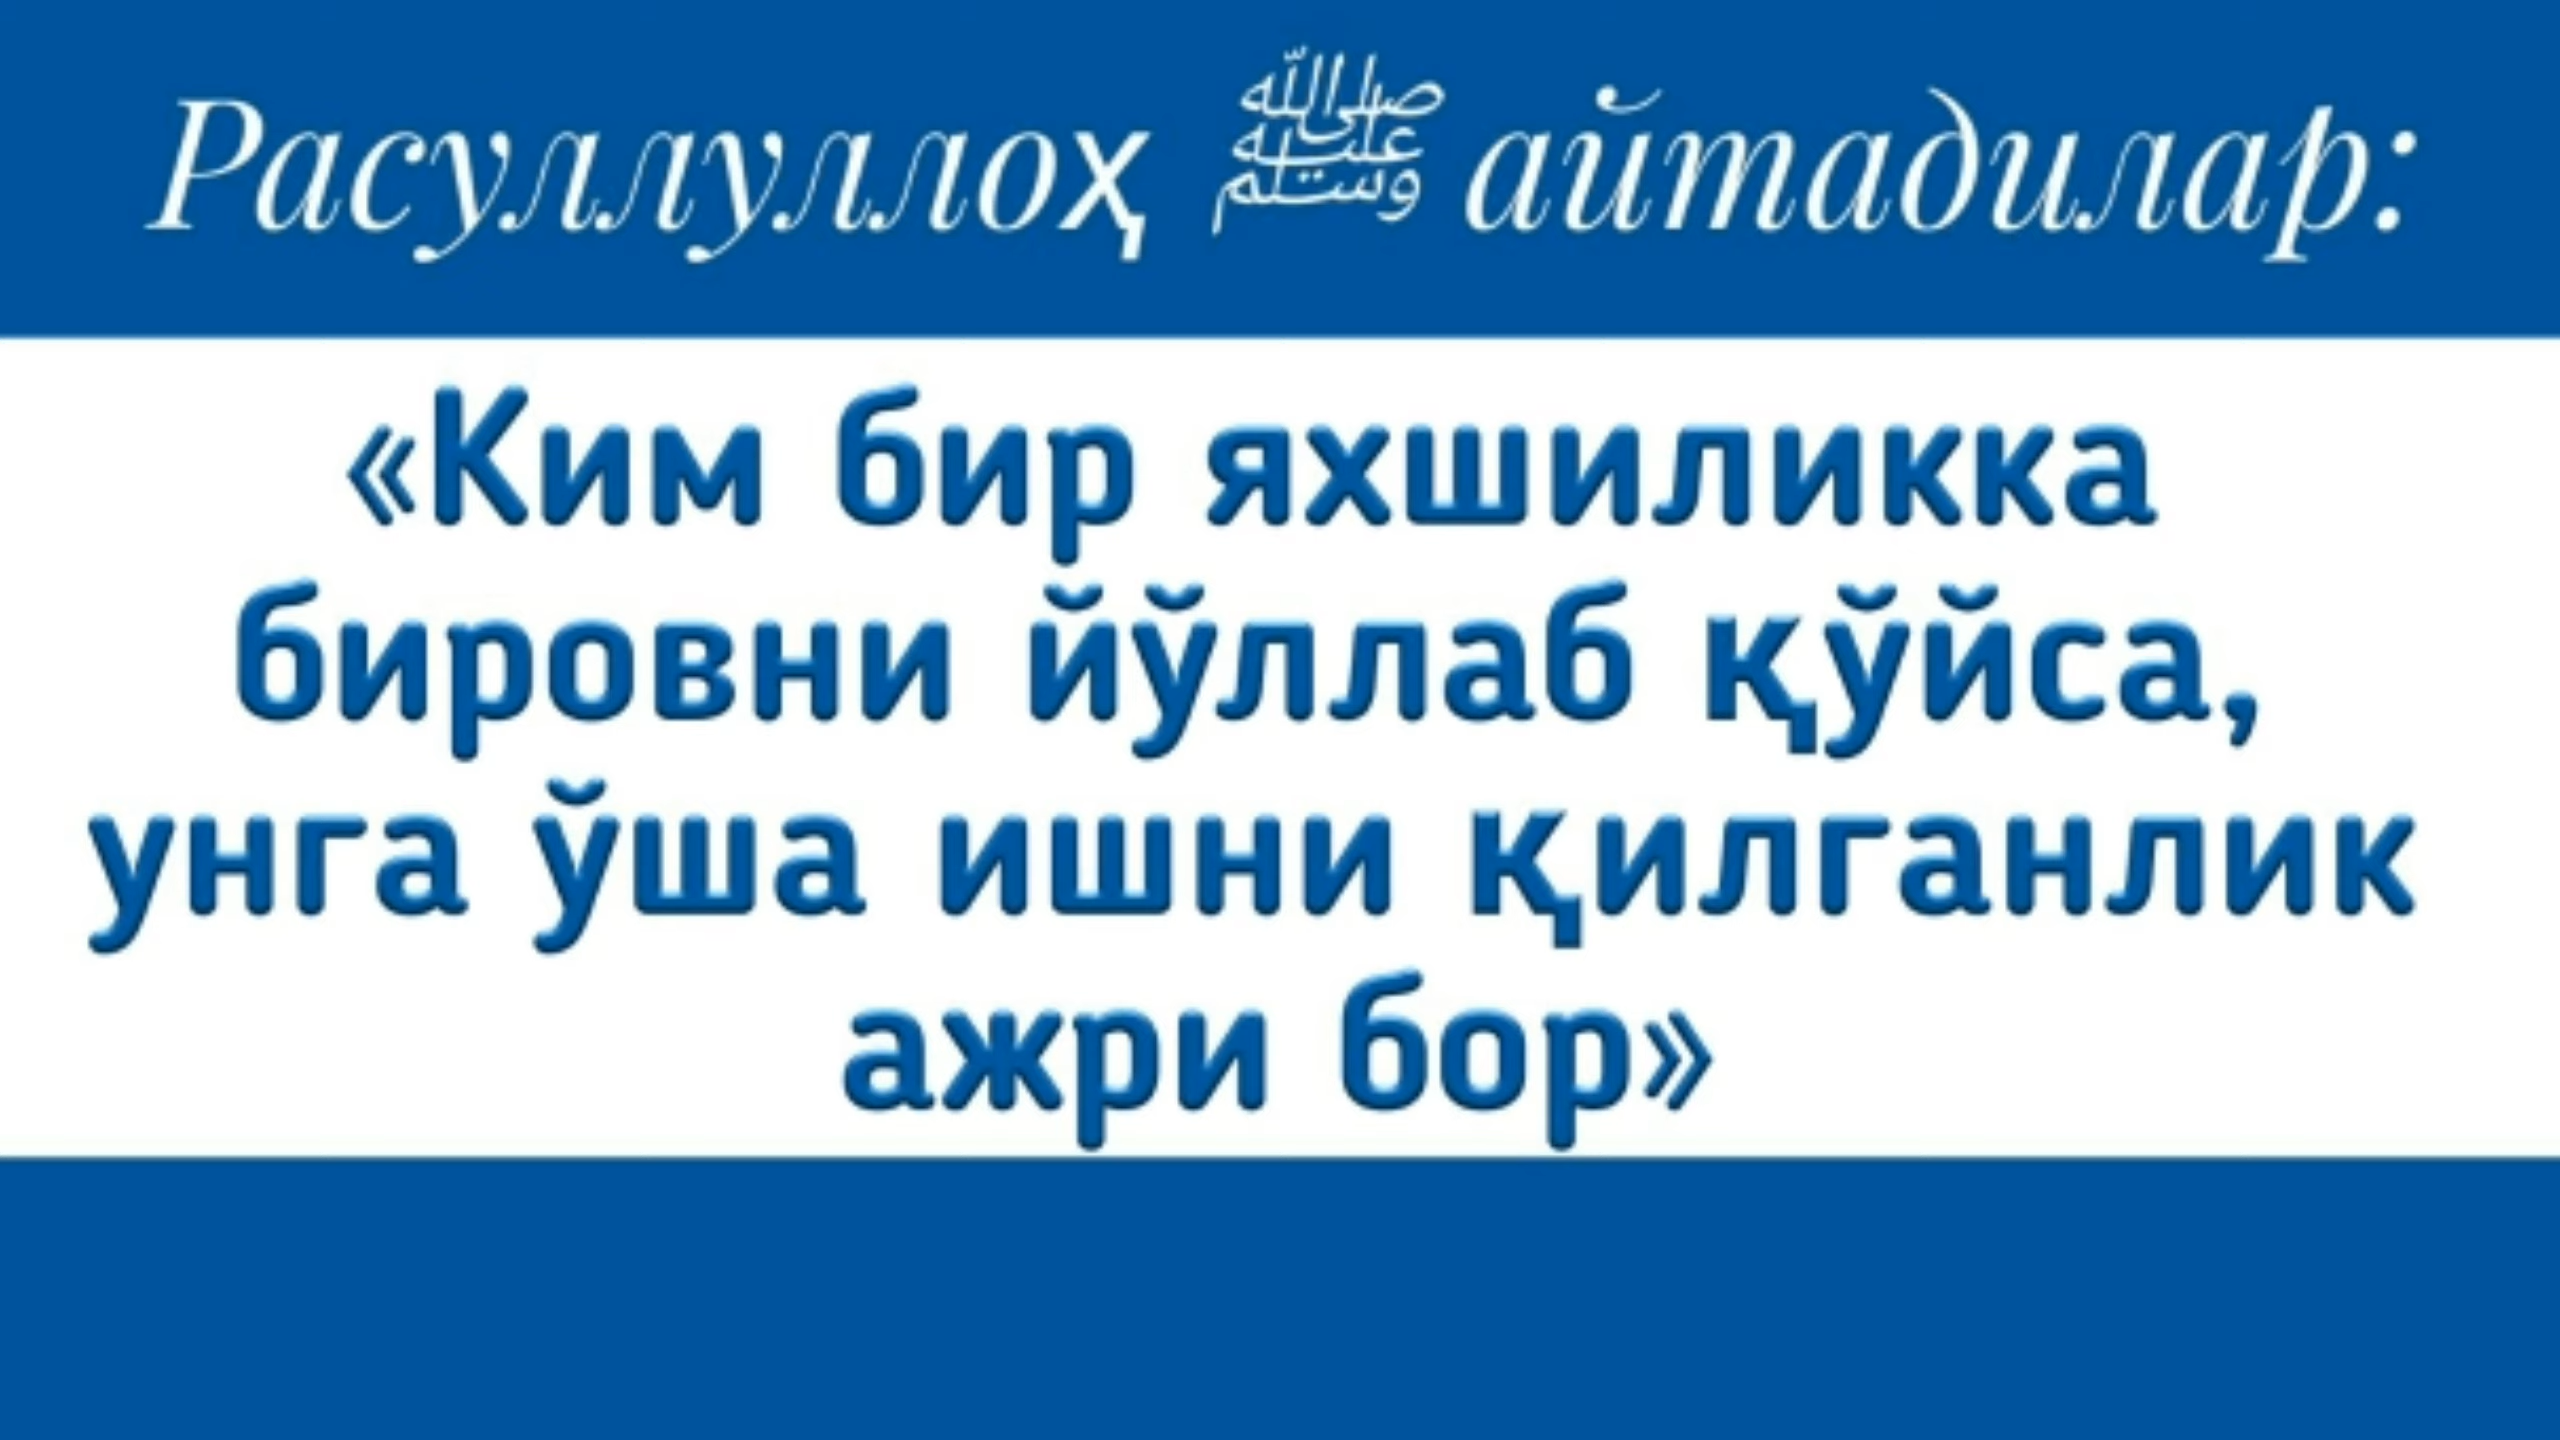 Расуллуллоҳ ﷺ айтадилар:
«Ким бир яхшиликка
бировни йўллаб қўйса,
унга ўша ишни қилганлик
ажри бор»